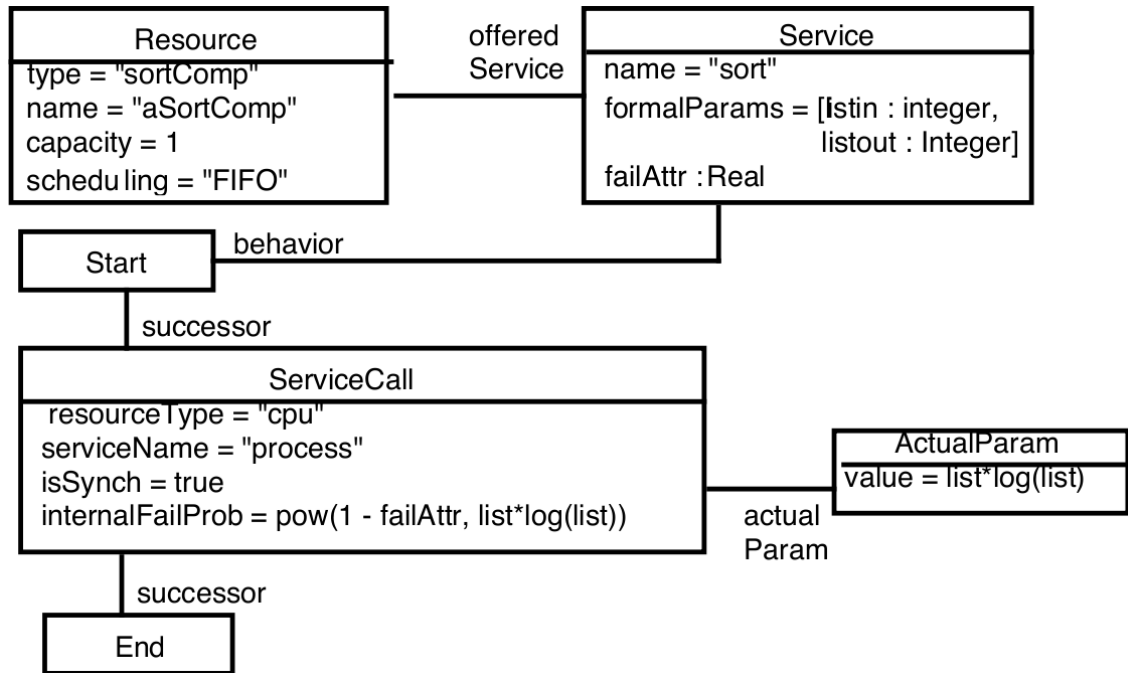 Resource
type = "sortComp"
name = "aSortComp"
capacity = 1
scheduling = "FIFO"
offered
Service
Service
name = "sort"
formalParams = [listin : integer,
listout : Integer]
failAttr : Real
Start
behavior
successor
ServiceCall
resourceType = "cpu"
serviceName = "process"
isSynch = true
internalFailProb = pow(1 - failAttr, list*log(list))
actual
Param
ActualParam
value = list*log(list)
successor
End